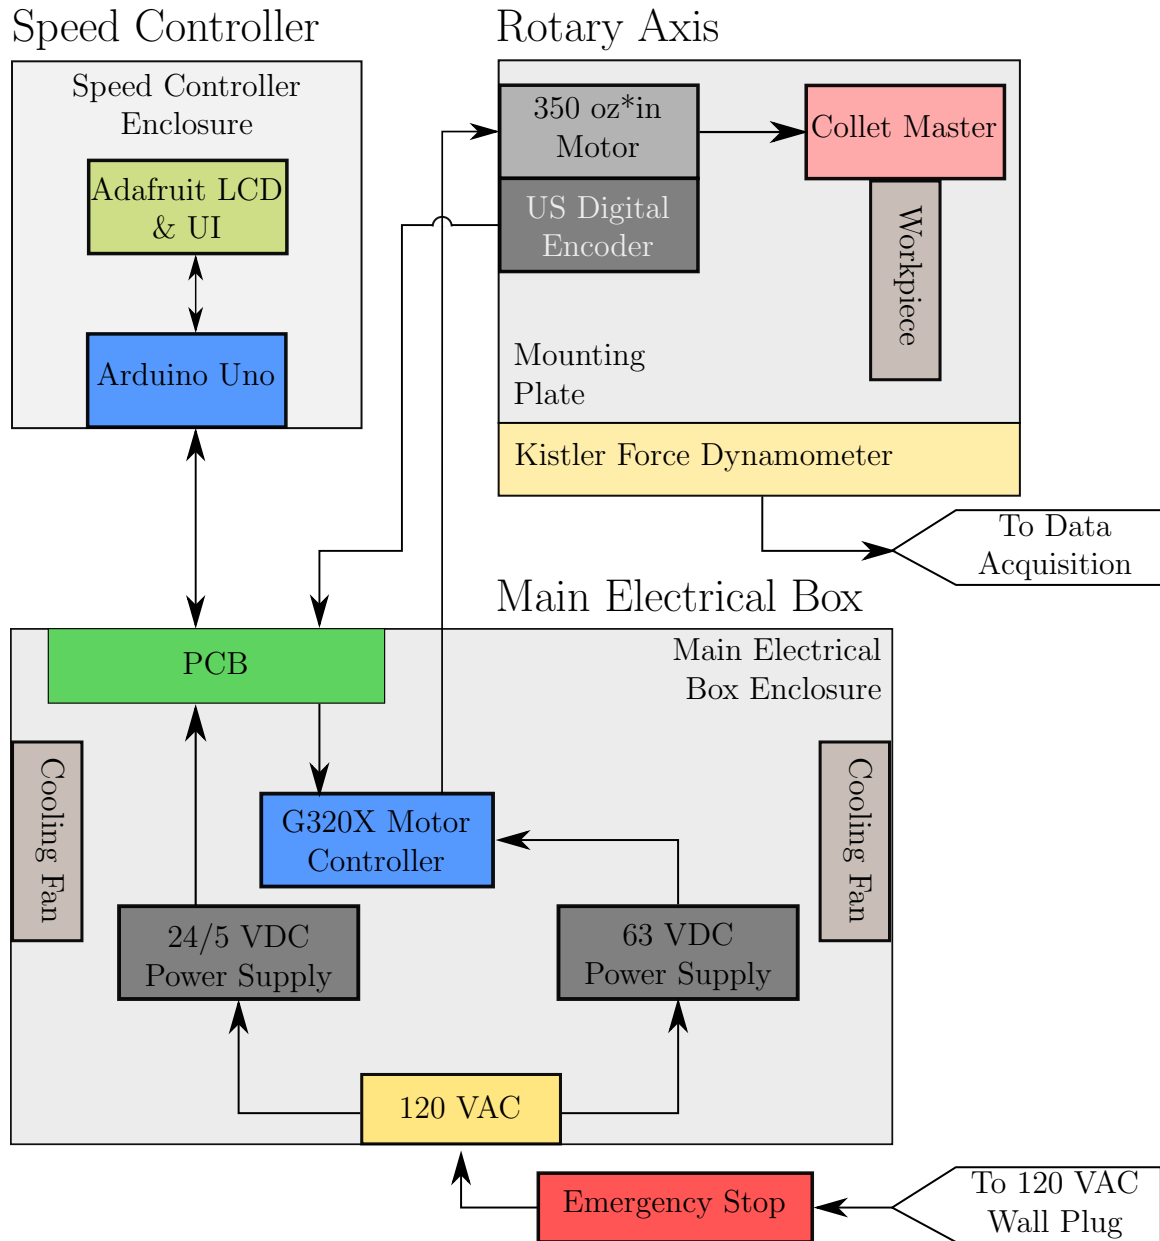 Speed Controller
Speed Controller
Enclosure
Adafruit LCD
& UI
Arduino Uno
Rotary Axis
350 oz*in
Motor
US Digital
Encoder
Collet Master
Workpiece
Mounting
Plate
Kistler Force Dynamometer
To Data
Acquisition
Main Electrical Box
Main Electrical
Box Enclosure
PCB
Cooling Fan
G320X Motor
Controller
Cooling Fan
24/5 VDC
Power Supply
63 VDC
Power Supply
120 VAC
Emergency Stop
To 120 VAC
Wall Plug